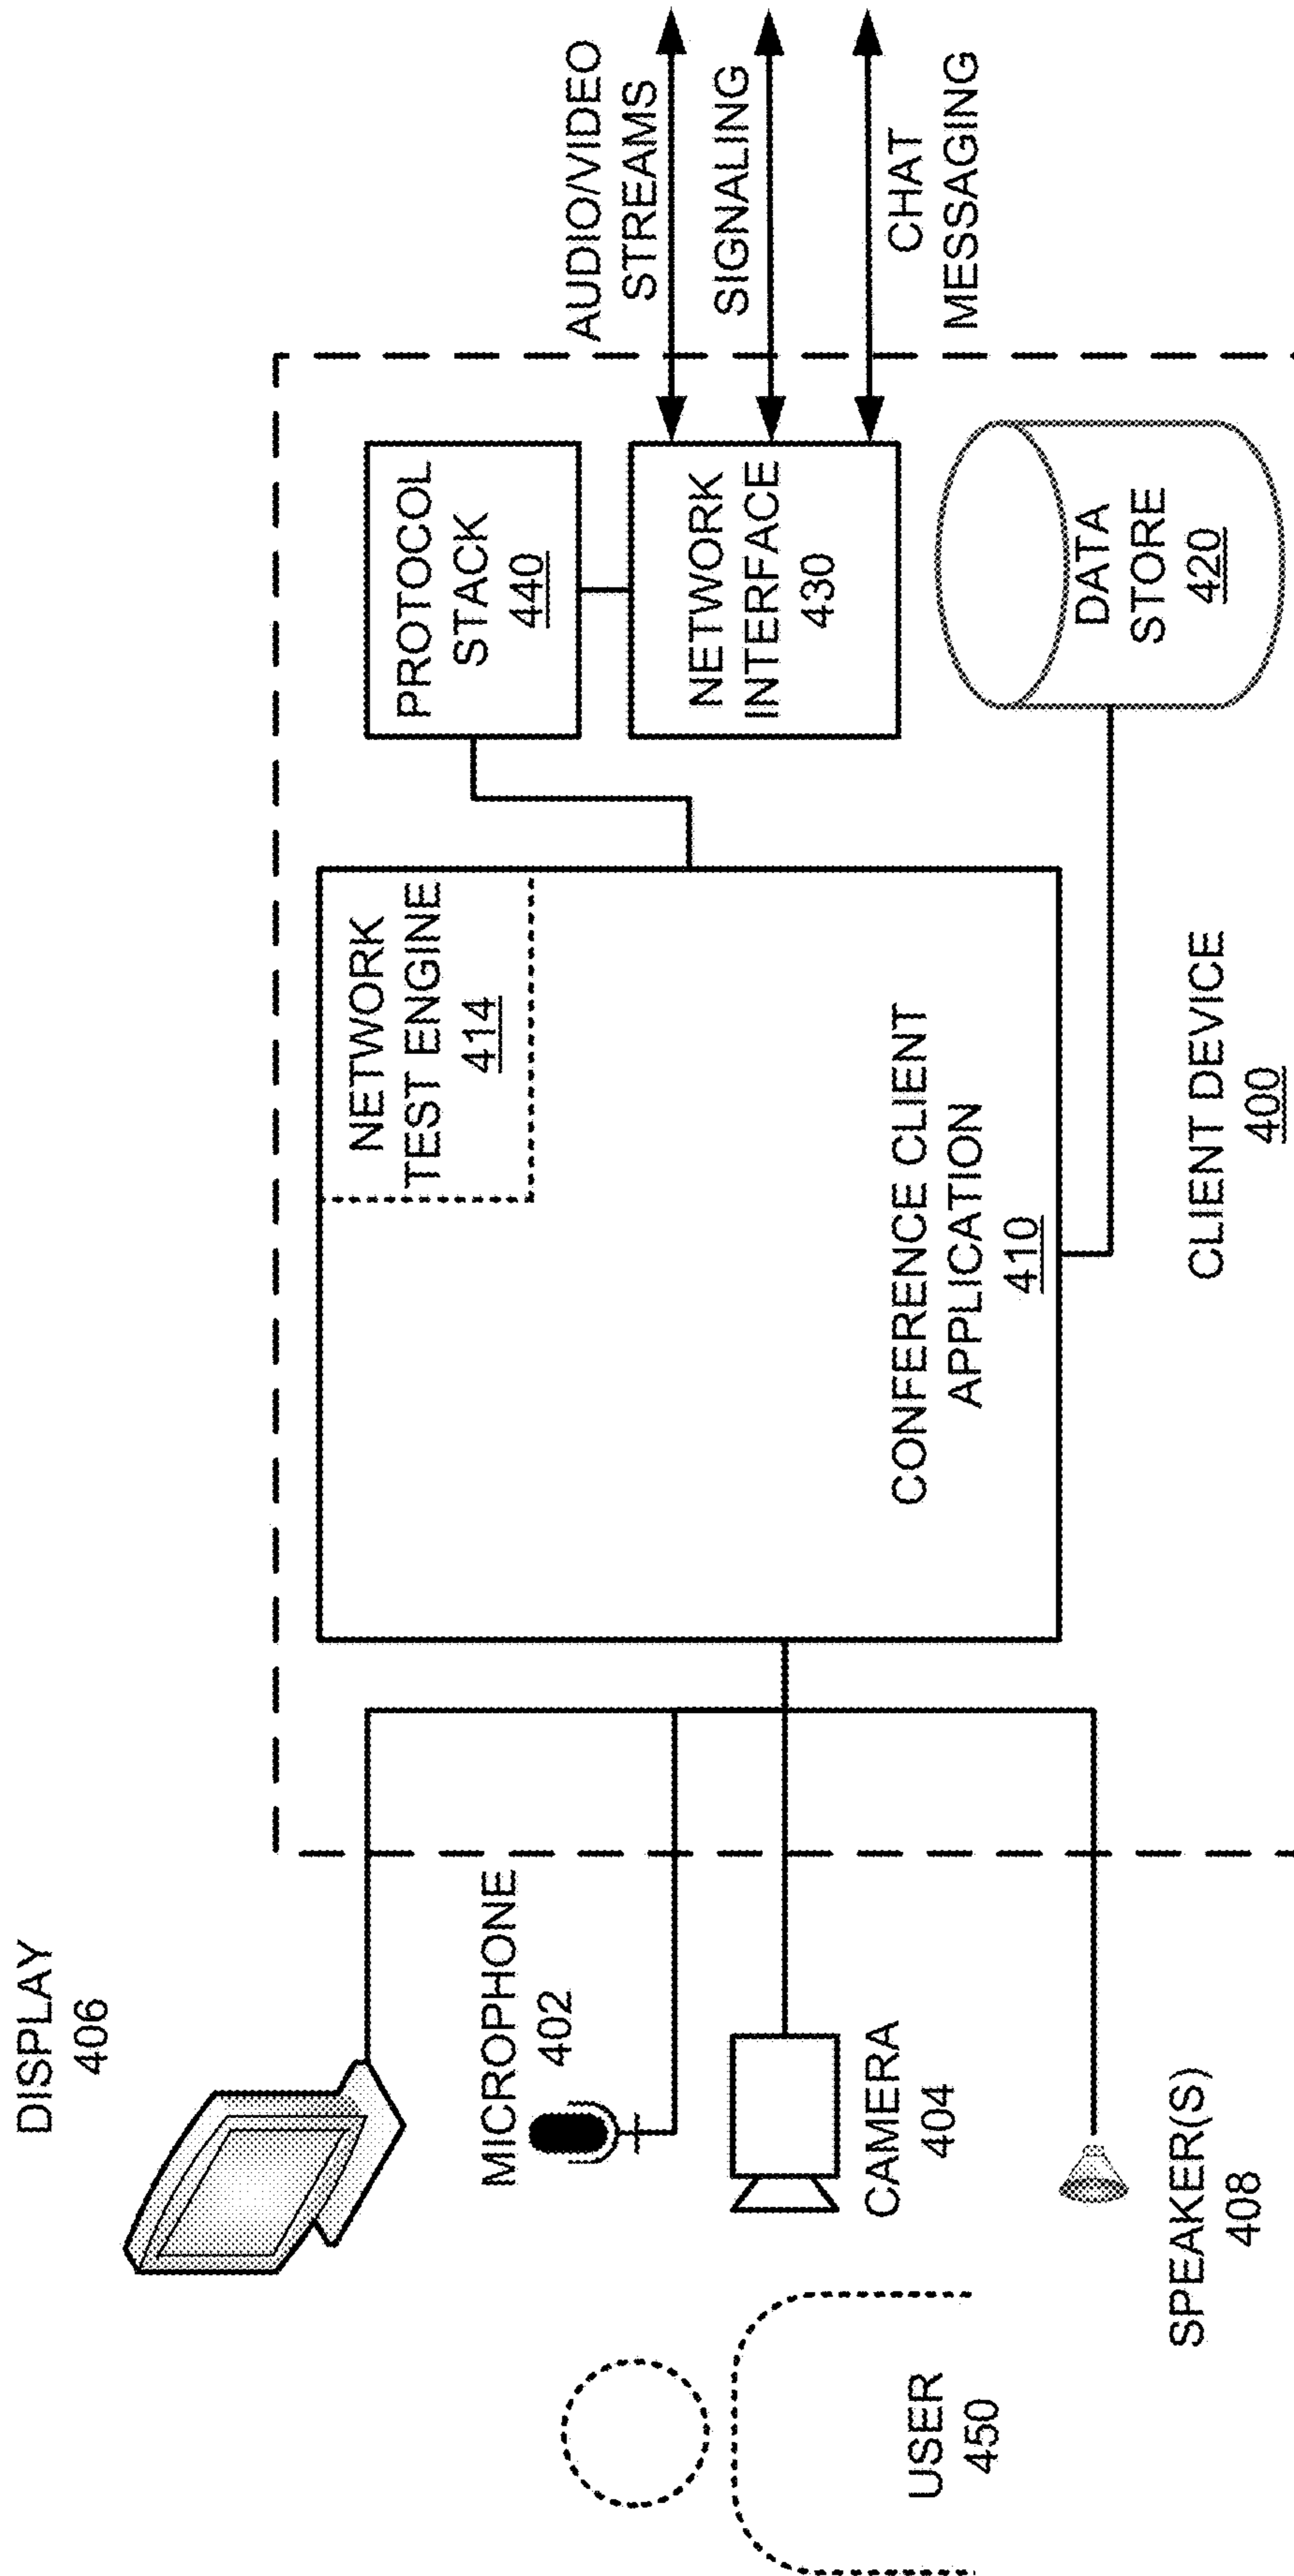 DISPLAY
406
MICROPHONE
402
CAMERA
404
SPEAKER(S)
408
USER
450
NETWORK
TEST ENGINE
414
CONFERENCE CLIENT
APPLICATION
410
PROTOCOL
STACK
440
NETWORK
INTERFACE
430
DATA
STORE
420
CLIENT DEVICE
400
AUDIO/VIDEO
STREAMS
SIGNALING
CHAT
MESSAGING